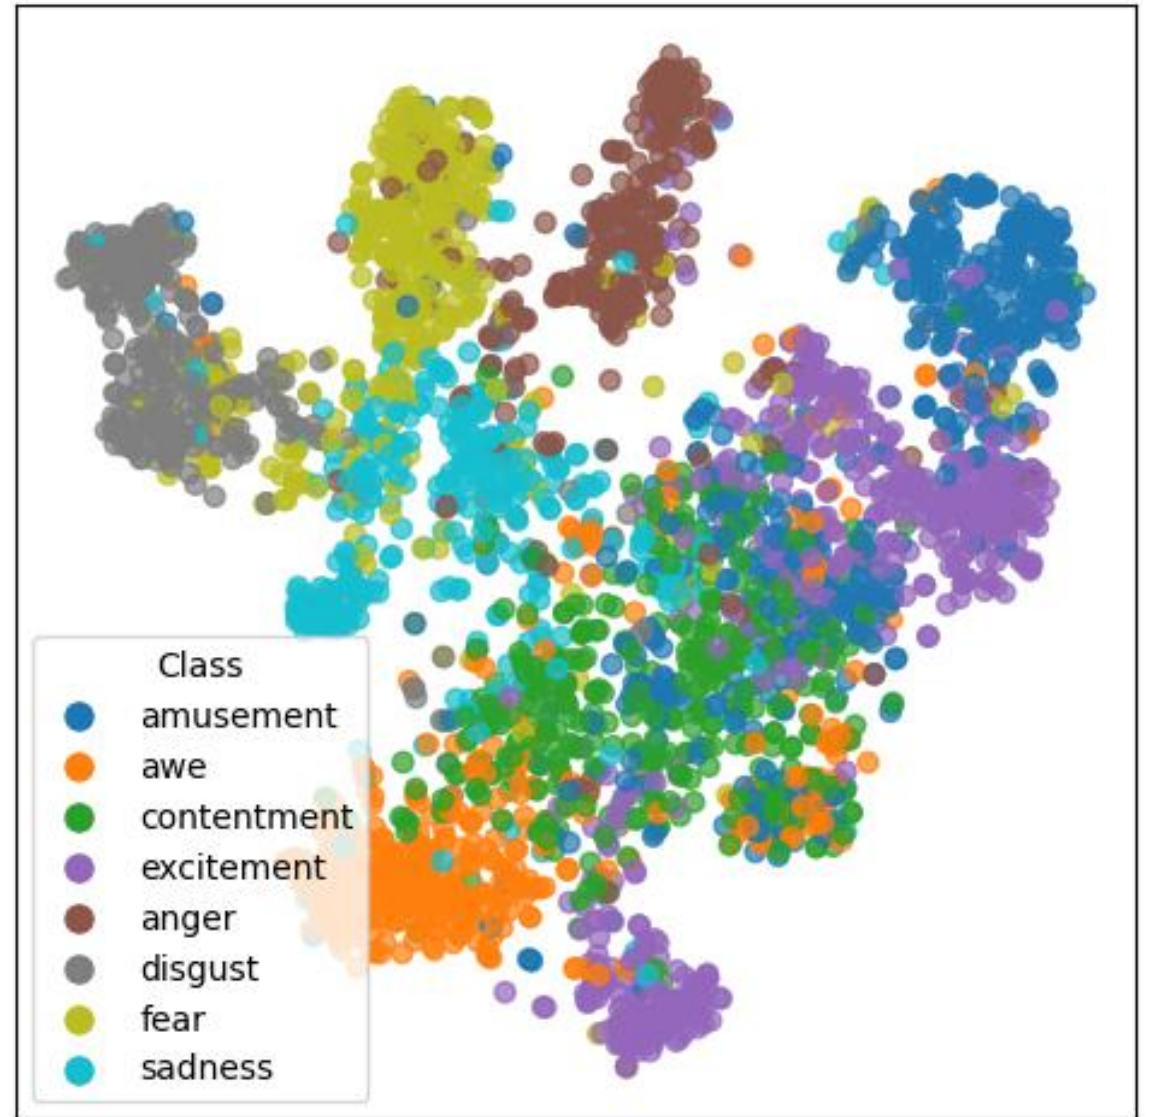 Class
amusement
awe
contentment
excitement
anger
disgust
fear
sadness